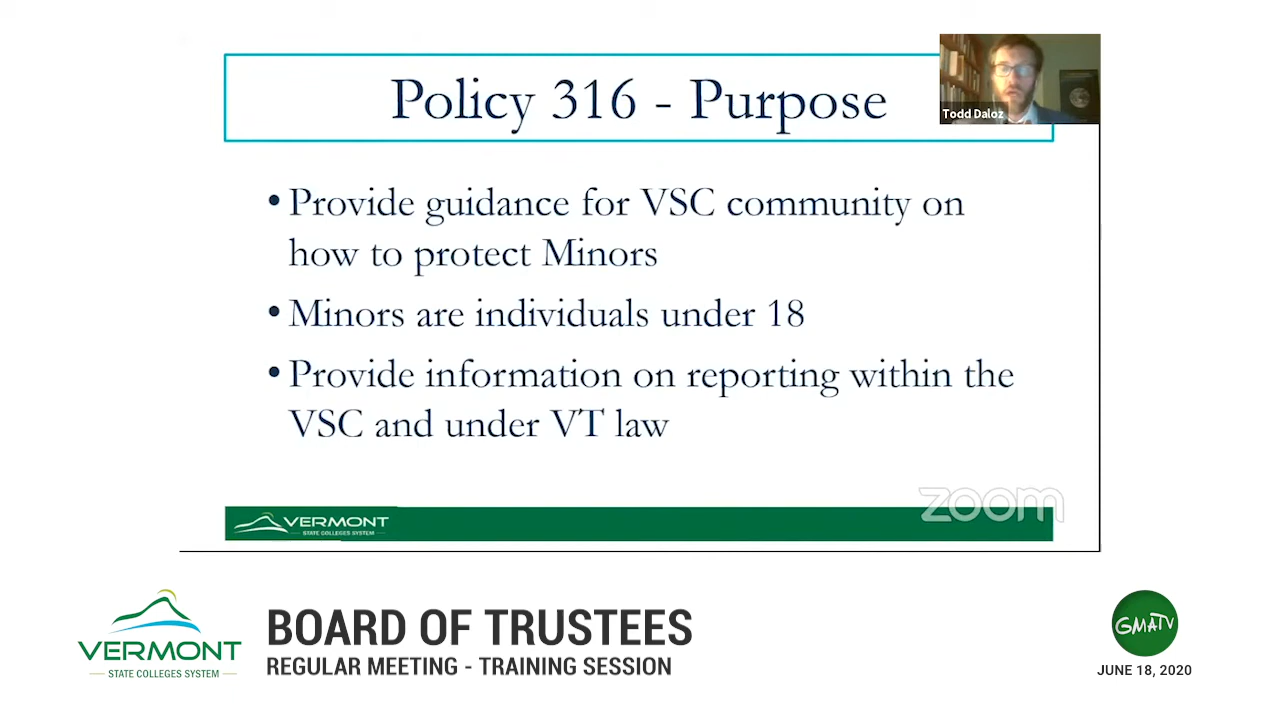 Policy 316 - Purpose
Todd Daloz
• Provide guidance for VSC community on
how to protect Minors
• Minors are individuals under 18
• Provide information on reporting within the
VSC and under VT law
zoom
VERMONT
STATE COLLEGES SYSTEM
VERMONT
STATE COLLEGES SYSTEM
BOARD OF TRUSTEES
REGULAR MEETING - TRAINING SESSION
GMATV
JUNE 18, 2020